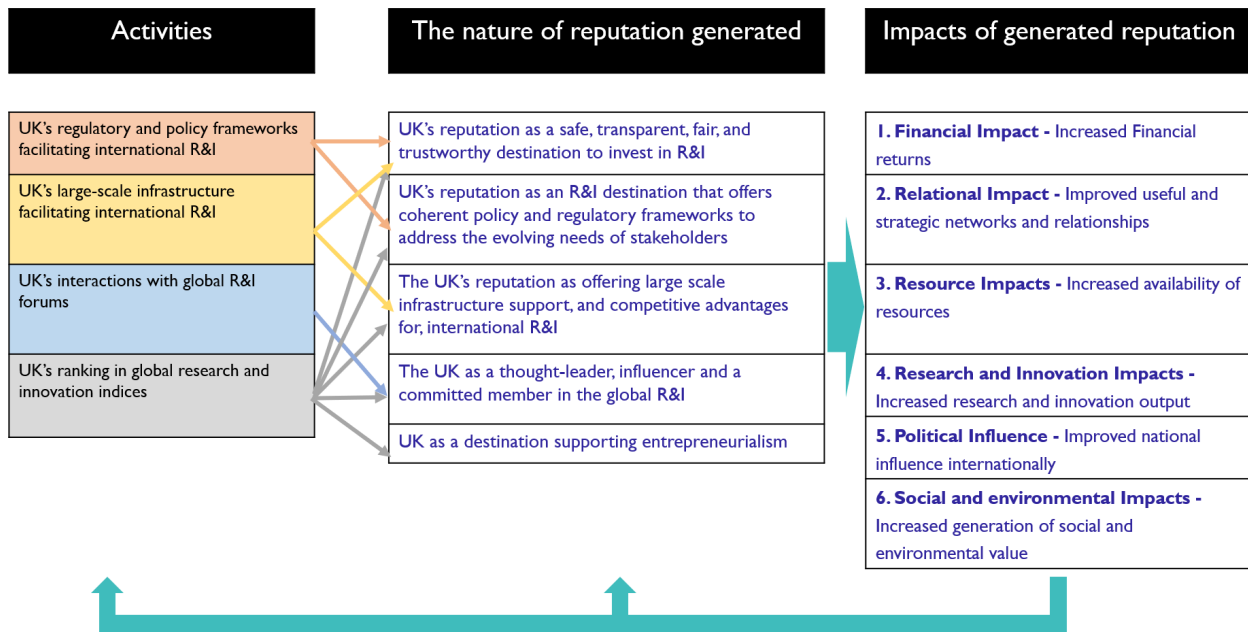 Activities
UK's regulatory and policy frameworks
facilitating international R&I
UK's large-scale infrastructure
facilitating international R&I
UK's interactions with global R&I
forums
UK's ranking in global research and
innovation indices
The nature of reputation generated
UK's reputation as a safe, transparent, fair, and
trustworthy destination to invest in R&I
UK's reputation as an R&I destination that offers
coherent policy and regulatory frameworks to
address the evolving needs of stakeholders
The UK's reputation as offering large scale
infrastructure support, and competitive advantages
for, international R&I
The UK as a thought-leader, influencer and a
committed member in the global R&I
UK as a destination supporting entrepreneurialism
Impacts of generated reputation
1. Financial Impact - Increased Financial
returns
2. Relational Impact - Improved useful and
strategic networks and relationships
3. Resource Impacts - Increased availability of
resources
4. Research and Innovation Impacts -
Increased research and innovation output
5. Political Influence - Improved national
influence internationally
6. Social and environmental Impacts -
Increased generation of social and
environmental value